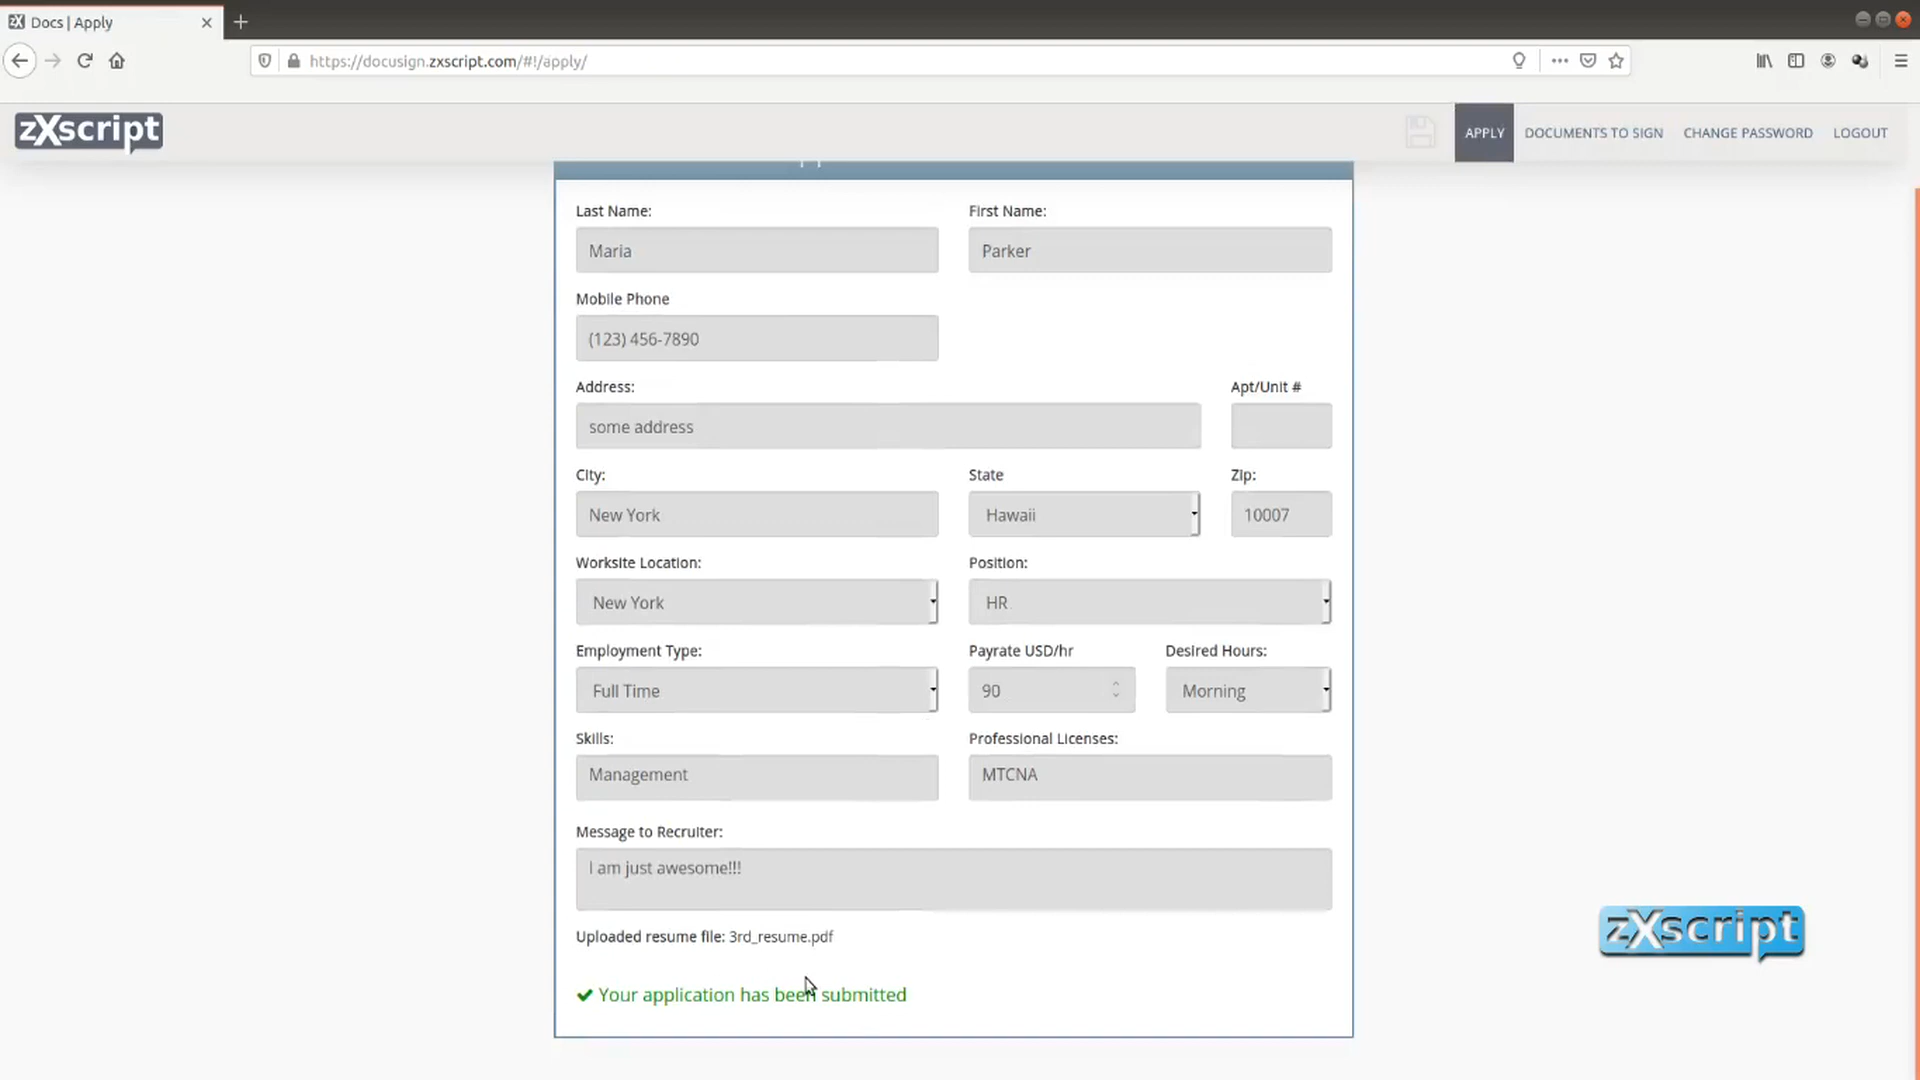 zX Docs | Apply
https://docusign.zxscript.com/#!/apply/
zXscript
APPLY DOCUMENTS TO SIGN CHANGE PASSWORD LOGOUT
Last Name: First Name:
Maria Parker
Mobile Phone
(123) 456-7890
Address: Apt/Unit #
some address
City: State Zip:
New York Hawaii 10007
Worksite Location: Position:
New York HR
Employment Type: Payrate USD/hr Desired Hours:
Full Time 90 Morning
Skills: Professional Licenses:
Management MTCNA
Message to Recruiter:
I am just awesome!!!
Uploaded resume file: 3rd_resume.pdf
zXscript
Your application has been submitted